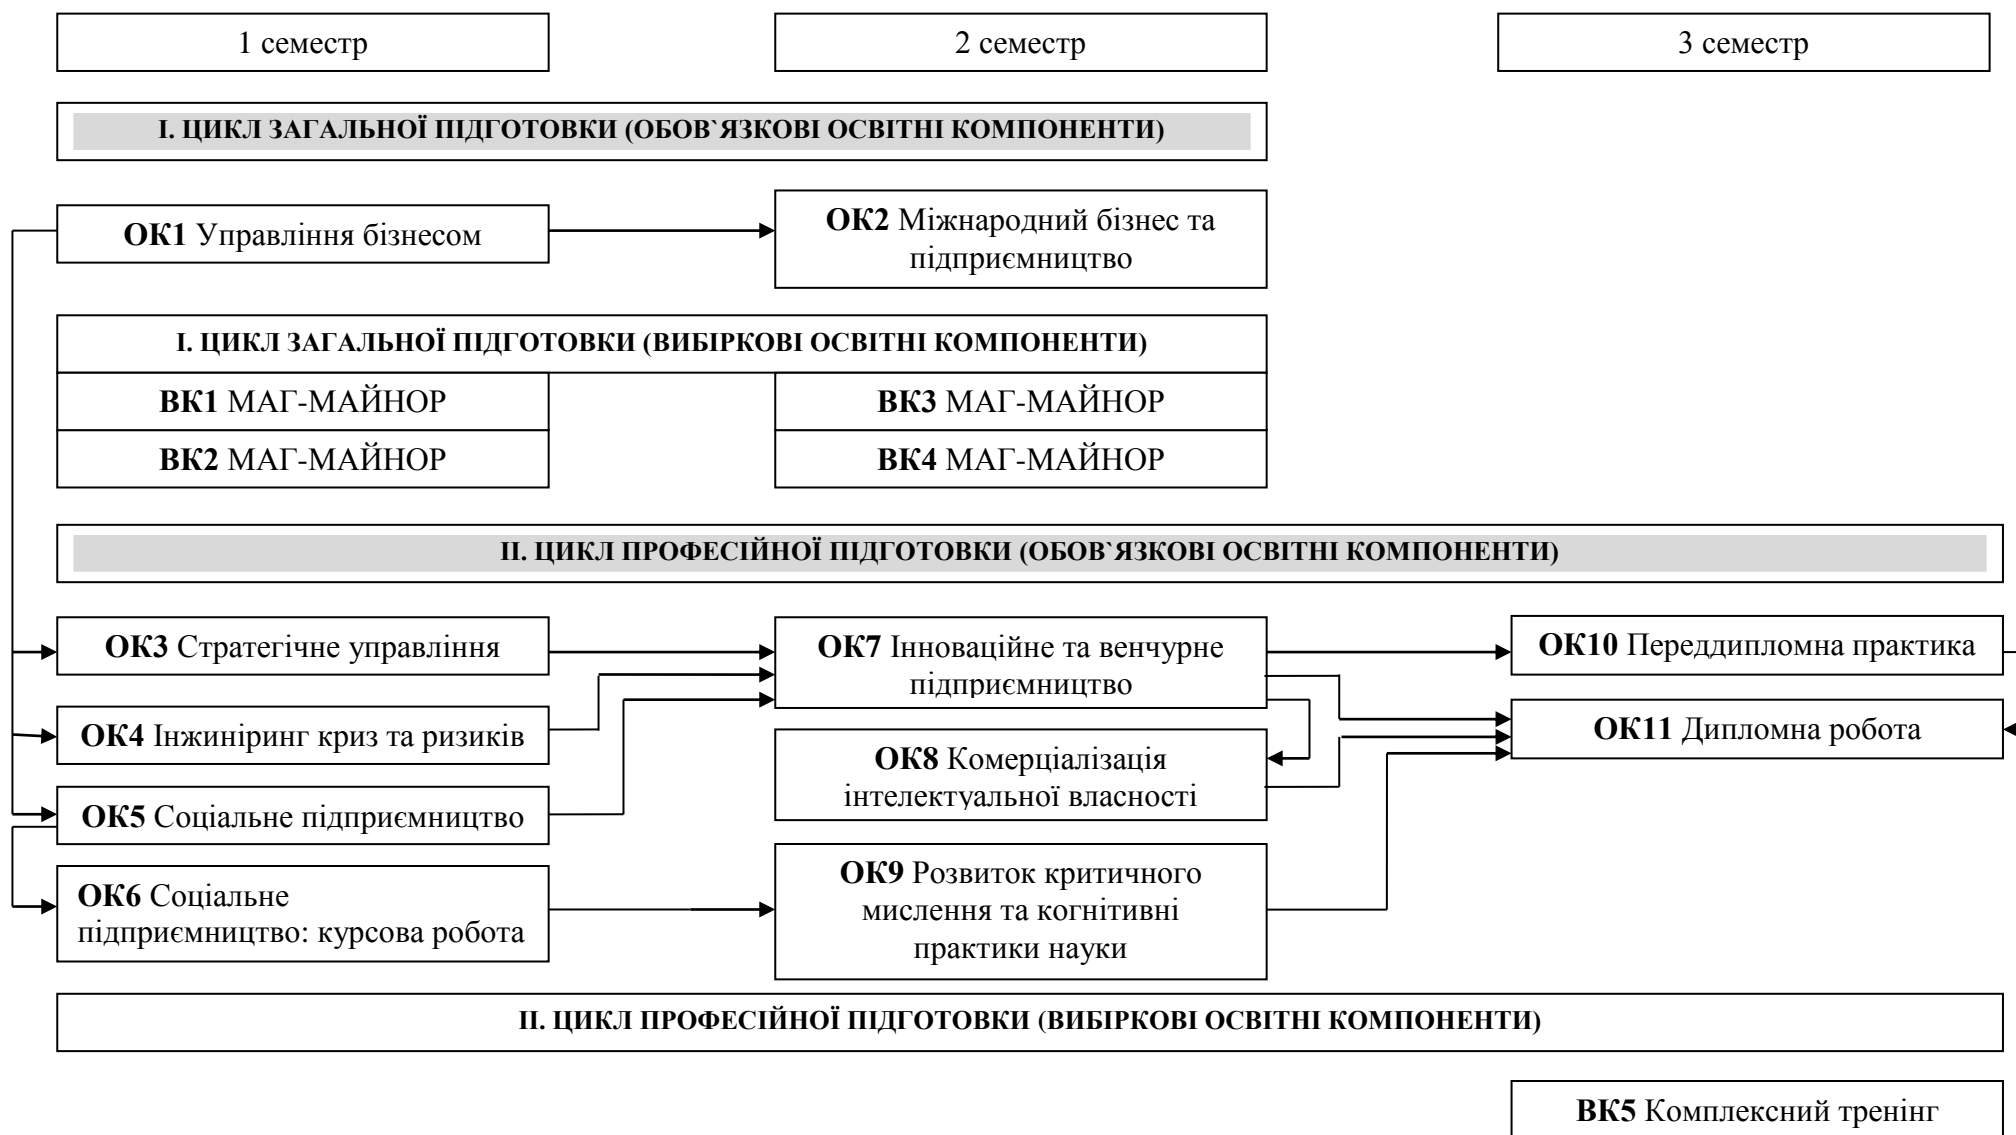 1 семестр
2 семестр
3 семестр
І. ЦИКЛ ЗАГАЛЬНОЇ ПІДГОТОВКИ (ОБОВ`ЯЗКОВІ ОСВІТНІ КОМПОНЕНТИ)
ОК1 Управління бізнесом
ОК2 Міжнародний бізнес та
підприємництво
І. ЦИКЛ ЗАГАЛЬНОЇ ПІДГОТОВКИ (ВИБІРКОВІ ОСВІТНІ КОМПОНЕНТИ)
ВК1 МАГ-МАЙНОР
ВК3 МАГ-МАЙНОР
ВК2 МАГ-МАЙНОР
ВК4 МАГ-МАЙНОР
ІІ. ЦИКЛ ПРОФЕСІЙНОЇ ПІДГОТОВКИ (ОБОВ`ЯЗКОВІ ОСВІТНІ КОМПОНЕНТИ)
ОК3 Стратегічне управління
ОК7 Інноваційне та венчурне
підприємництво
ОК10 Переддипломна практика
ОК4 Інжиніринг криз та ризиків
ОК8 Комерціалізація
інтелектуальної власності
ОК11 Дипломна робота
ОК5 Соціальне підприємництво
ОК6 Соціальне
підприємництво: курсова робота
ОК9 Розвиток критичного
мислення та когнітивні
практики науки
ІІ. ЦИКЛ ПРОФЕСІЙНОЇ ПІДГОТОВКИ (ВИБІРКОВІ ОСВІТНІ КОМПОНЕНТИ)
ВК5 Комплексний тренінг